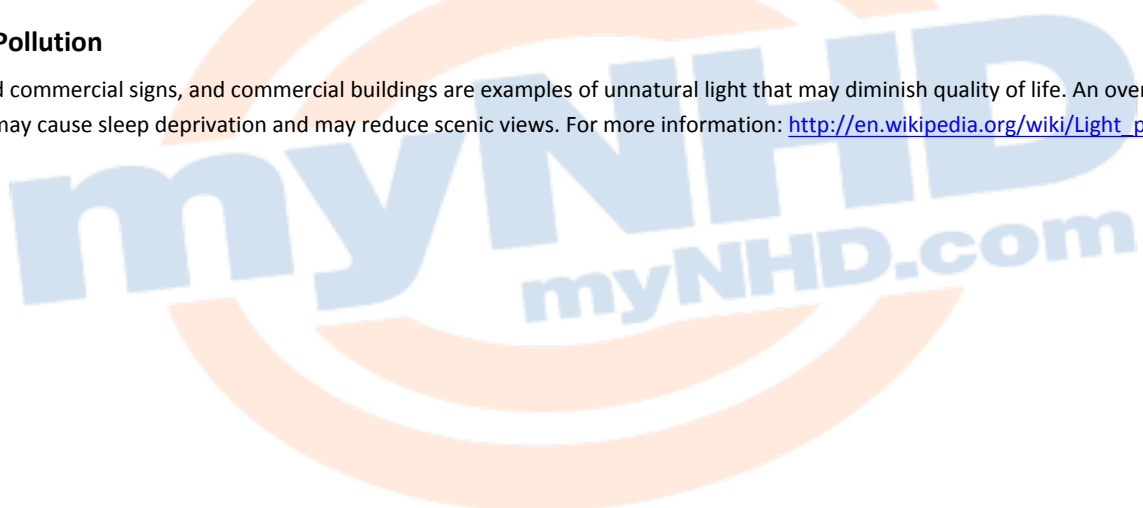 Pollution
d commercial signs, and commercial buildings are examples of unnatural light that may diminish quality of life. An over
may cause sleep deprivation and may reduce scenic views. For more information: http://en.wikipedia.org/wiki/Light_p
myNHD
myNHD.com